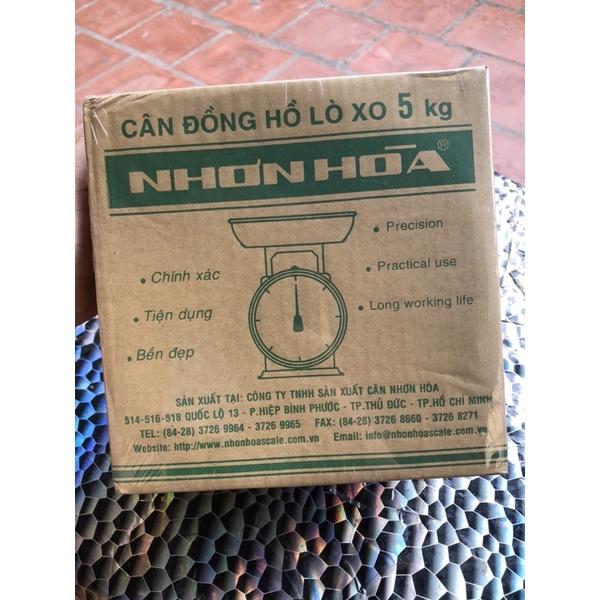 CÂN ĐỒNG HỒ LÒ XO 5 kg
NHƠN HÒA®
• Chính xác
• Tiện dụng
• Bền đẹp
• Precision
• Practical use
• Long working life
SẢN XUẤT TẠI: CÔNG TY TNHH SẢN XUẤT CÂN NHƠN HÒA
514-516-518 QUỐC LỘ 13 - P.HIỆP BÌNH PHƯỚC - TP.THỦ ĐỨC - TP.HỒ CHÍ MINH
TEL: (84-28) 3726 9964 - 3726 9965 FAX: (84-28) 3726 8660 - 3726 8271
Website: http://www.nhonhoascale.com.vn Email: info@nhonhoascale.com.vn